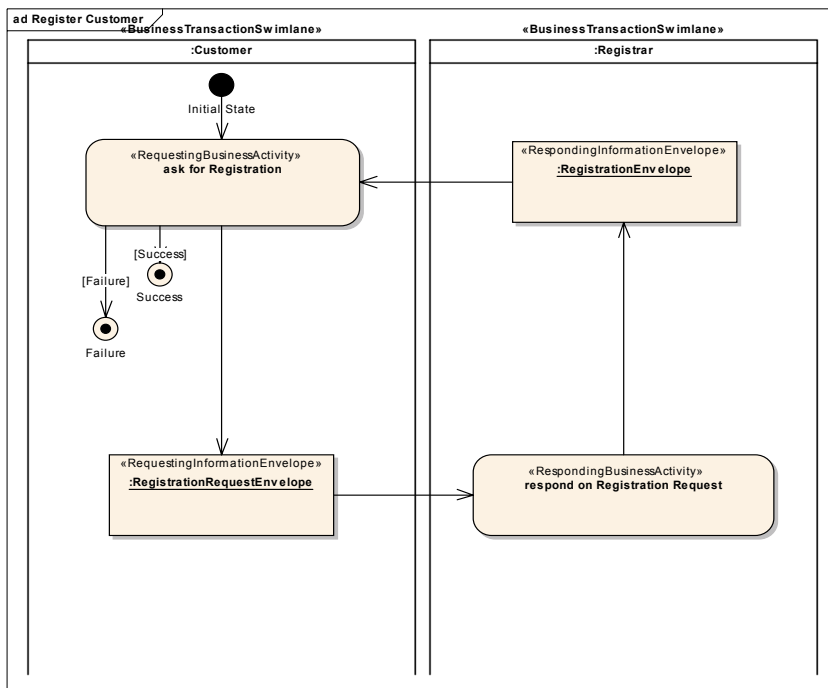 ad Register Customer
«BusinessTransactionSwimlane»
:Customer
«BusinessTransactionSwimlane»
:Registrar
Initial State
«RequestingBusinessActivity»
ask for Registration
«RespondingInformationEnvelope»
:RegistrationEnvelope
[Success]
Success
[Failure]
Failure
«RequestingInformationEnvelope»
:RegistrationRequestEnvelope
«RespondingBusinessActivity»
respond on Registration Request